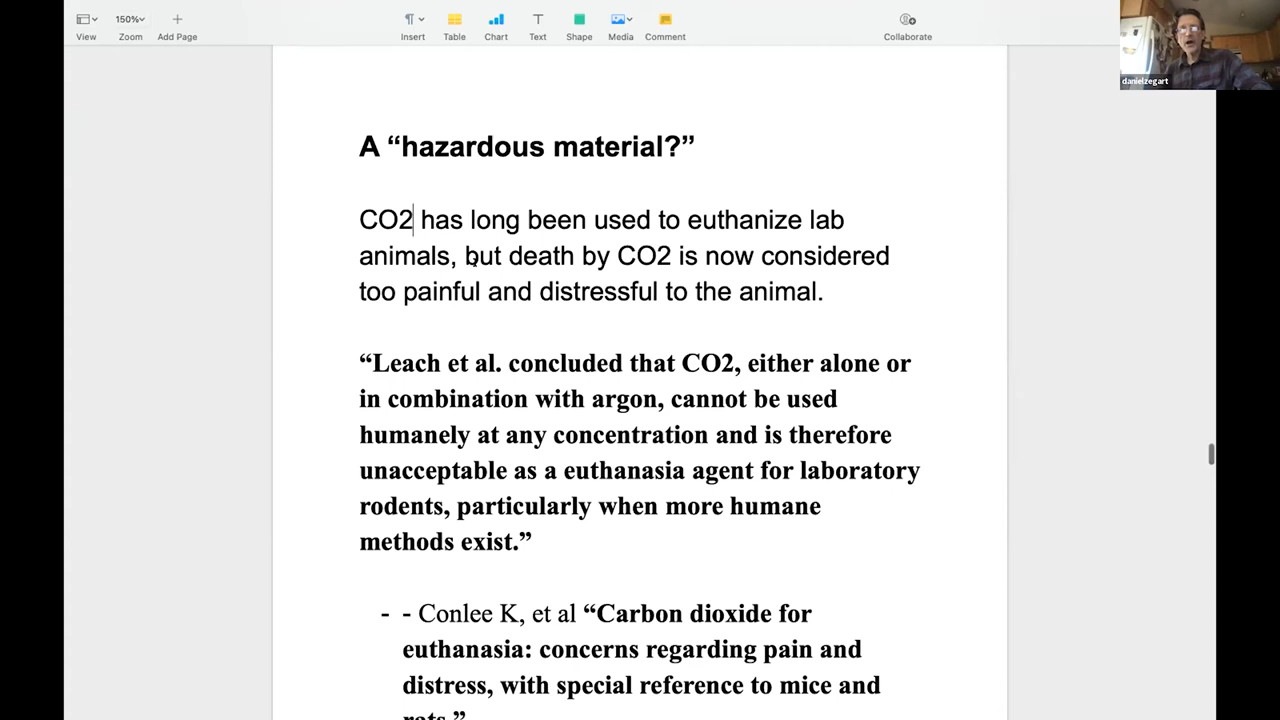 View
150%
Zoom
Add Page
Insert
Table
Chart
Text
Shape
Media
Comment
Collaborate
danielzegart
A “hazardous material?”
CO2 has long been used to euthanize lab
animals, but death by CO2 is now considered
too painful and distressful to the animal.
“Leach et al. concluded that CO2, either alone or
in combination with argon, cannot be used
humanely at any concentration and is therefore
unacceptable as a euthanasia agent for laboratory
rodents, particularly when more humane
methods exist.”
- - Conlee K, et al “Carbon dioxide for
euthanasia: concerns regarding pain and
distress, with special reference to mice and
rats.”